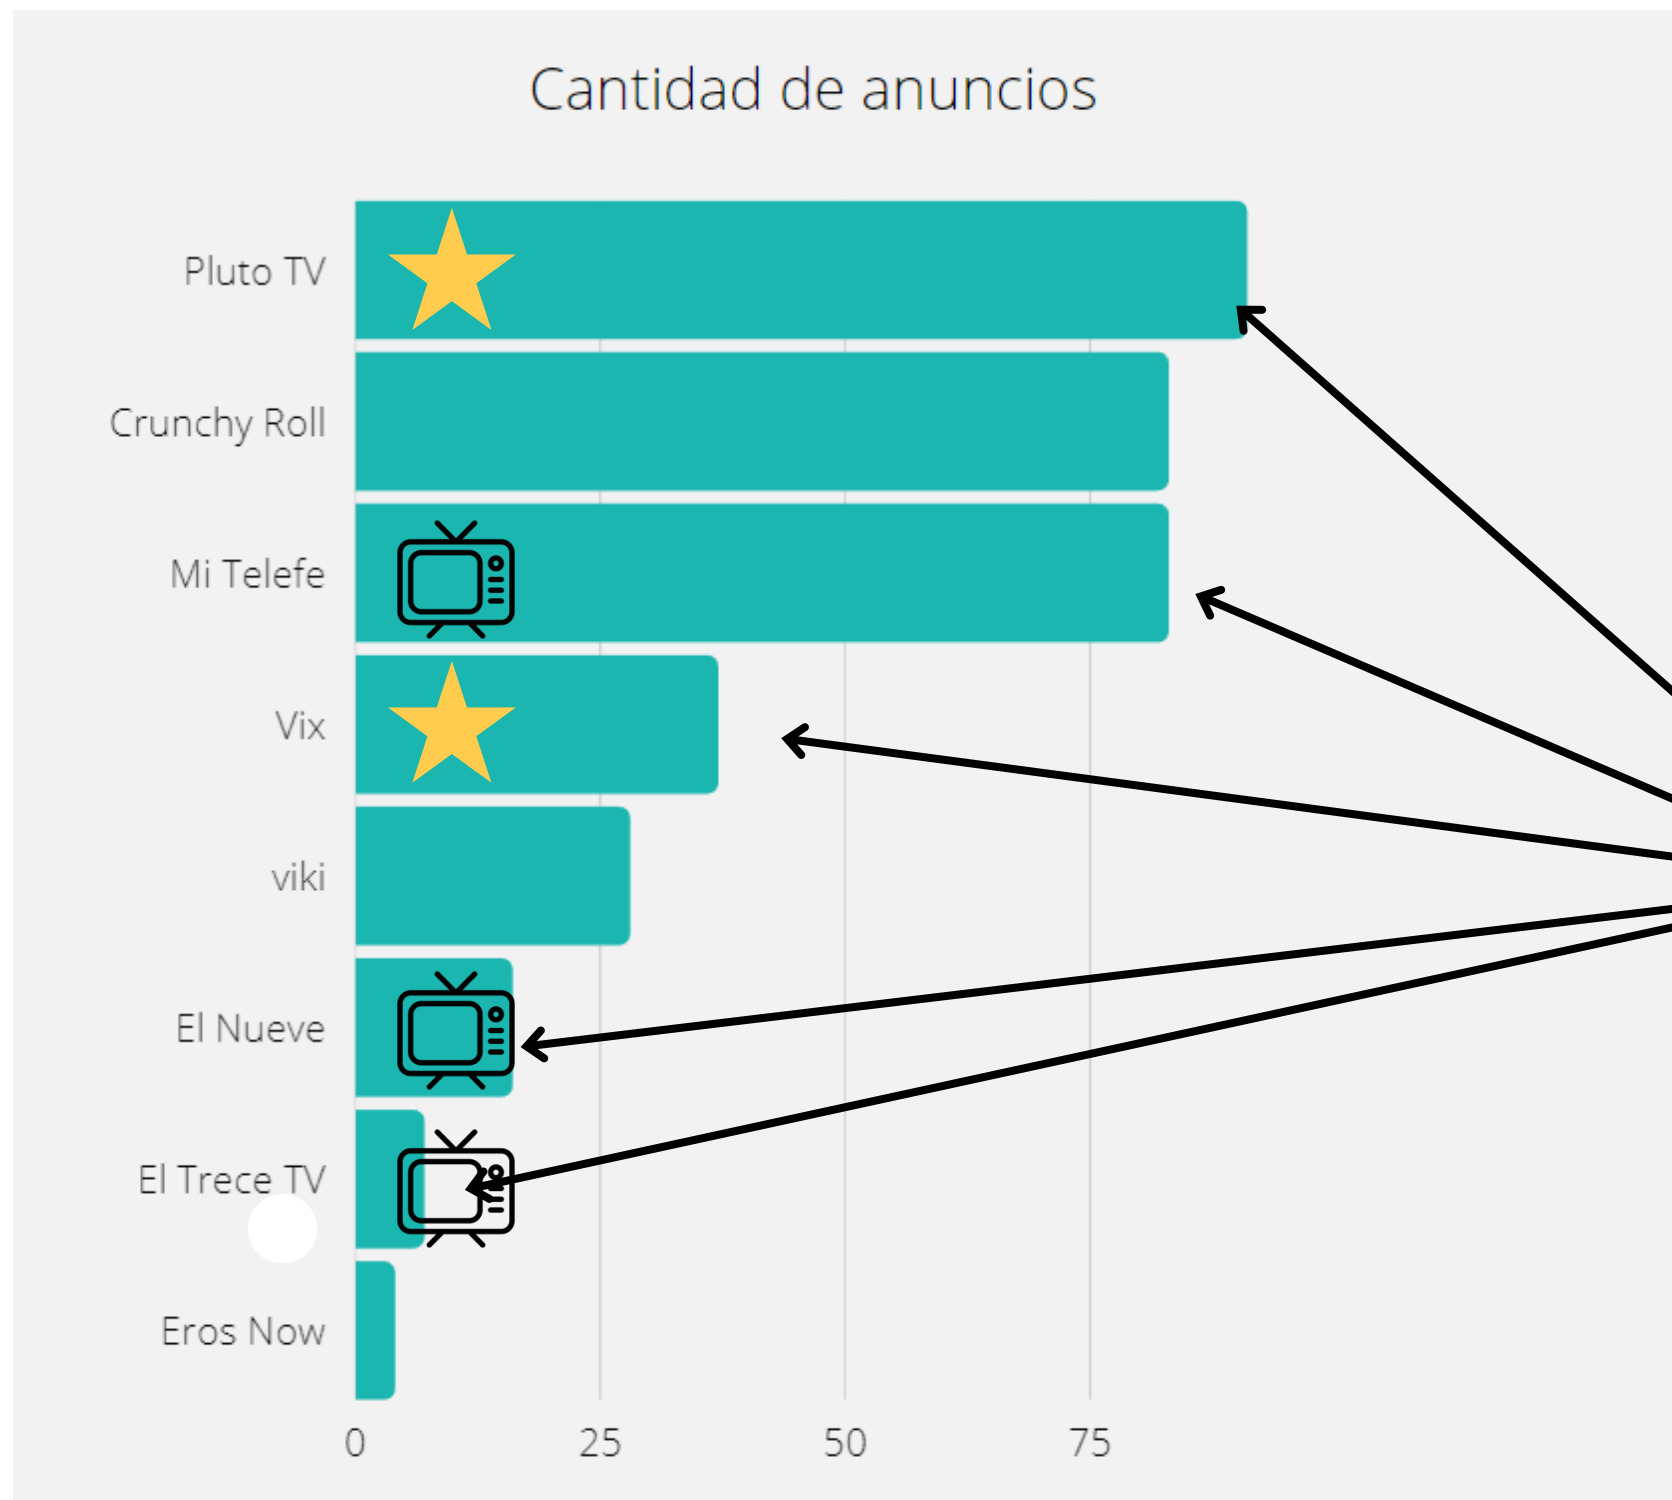 Cantidad de anuncios
Pluto TV
Crunchy Roll
Mi Telefe
Vix
viki
El Nueve
El Trece TV
Eros Now
0 25 50 75